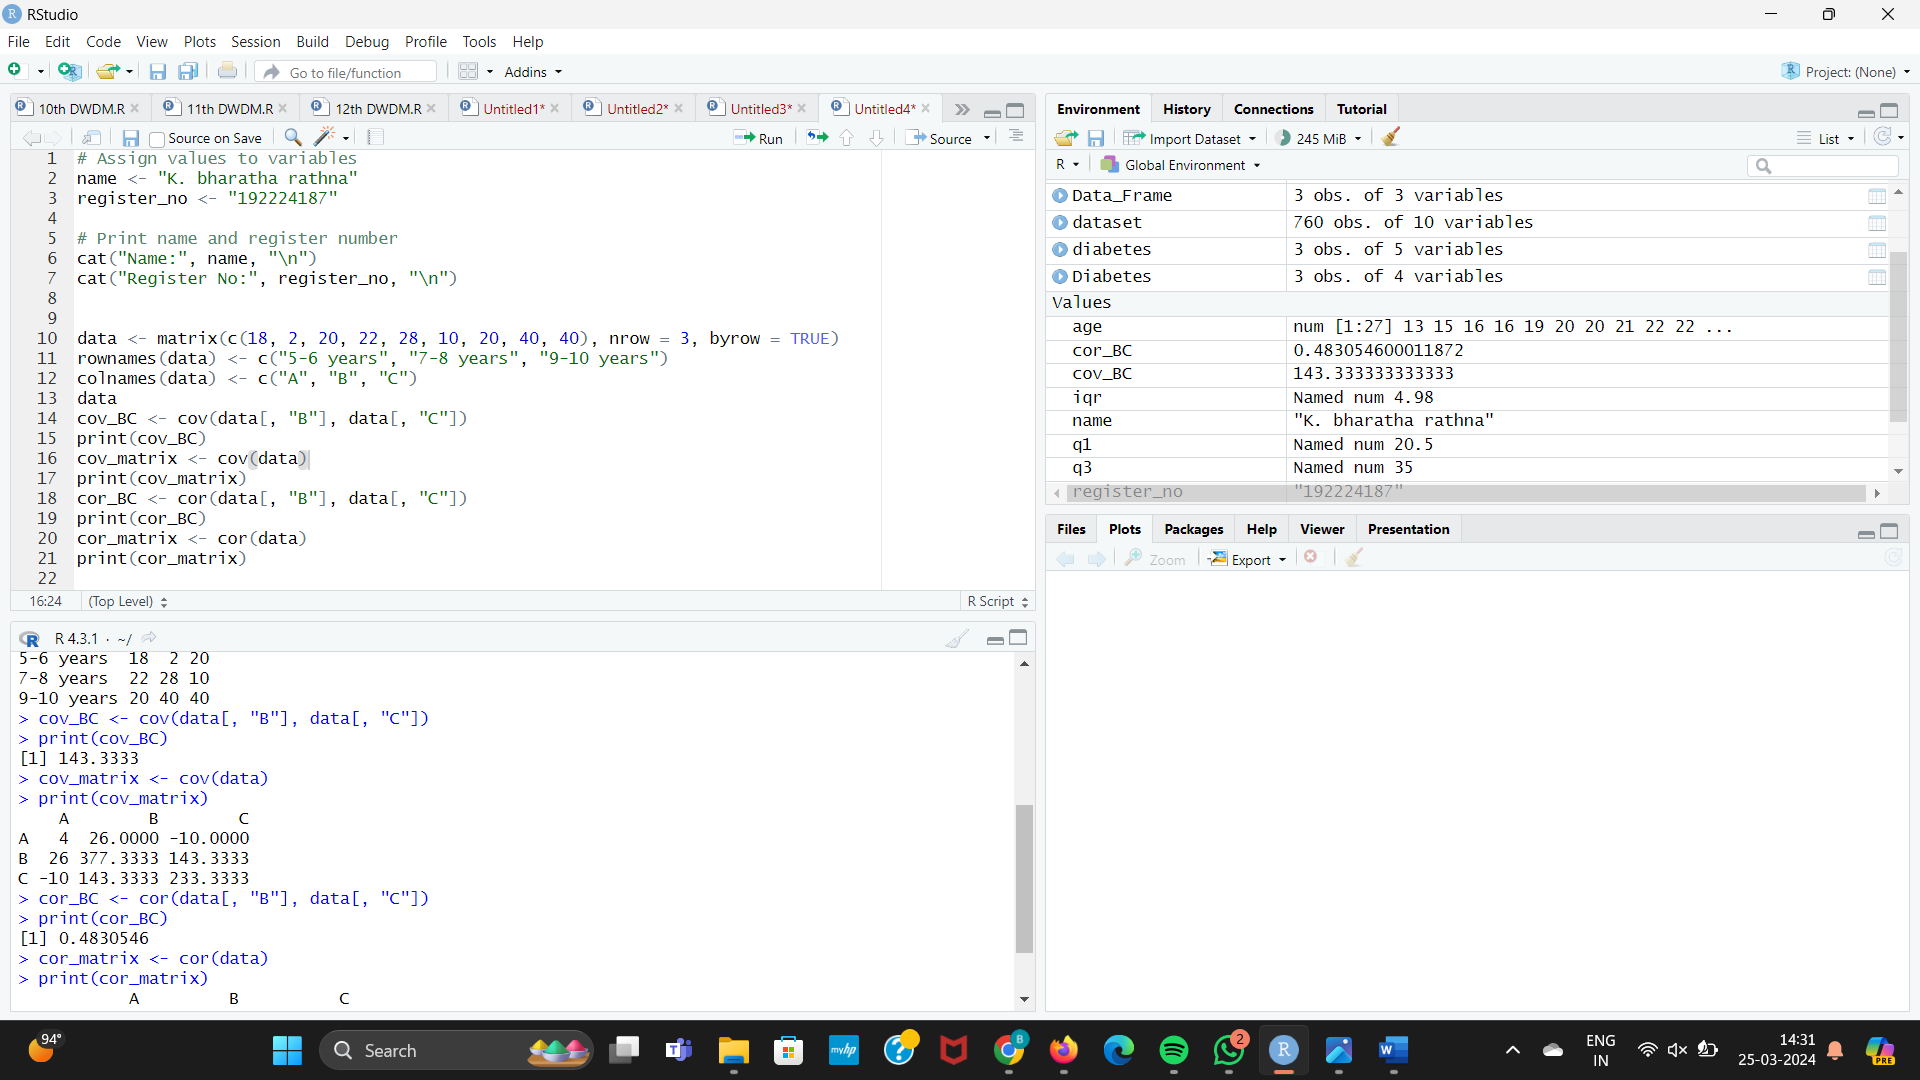 RStudio
File Edit Code View Plots Session Build Debug Profile Tools Help
Go to file/function Addins Project: (None)
10th DWDM.R 11th DWDM.R 12th DWDM.R Untitled1* Untitled2* Untitled3* Untitled4*
Source on Save Run Source
1 # Assign values to variables
2 name <- "K. bharatha rathna"
3 register_no <- "192224187"
4
5 # Print name and register number
6 cat("Name:", name, "\n")
7 cat("Register No:", register_no, "\n")
8
9
10 data <- matrix(c(18, 2, 20, 22, 28, 10, 20, 40, 40), nrow = 3, byrow = TRUE)
11 rownames(data) <- c("5-6 years", "7-8 years", "9-10 years")
12 colnames(data) <- c("A", "B", "C")
13 data
14 cov_BC <- cov(data[, "B"], data[, "C"])
15 print(cov_BC)
16 cov_matrix <- cov(data)
17 print(cov_matrix)
18 cor_BC <- cor(data[, "B"], data[, "C"])
19 print(cor_BC)
20 cor_matrix <- cor(data)
21 print(cor_matrix)
22
16:24 (Top Level) R Script
R 4.3.1 · ~/
5-6 years 18 2 20
7-8 years 22 28 10
9-10 years 20 40 40
> cov_BC <- cov(data[, "B"], data[, "C"])
> print(cov_BC)
[1] 143.3333
> cov_matrix <- cov(data)
> print(cov_matrix)
A B C
A 4 26.0000 -10.0000
B 26 377.3333 143.3333
C -10 143.3333 233.3333
> cor_BC <- cor(data[, "B"], data[, "C"])
> print(cor_BC)
[1] 0.4830546
> cor_matrix <- cor(data)
> print(cor_matrix)
A B C
Environment History Connections Tutorial
Import Dataset 245 MiB List
R Global Environment
Data_Frame 3 obs. of 3 variables
dataset 760 obs. of 10 variables
diabetes 3 obs. of 5 variables
Diabetes 3 obs. of 4 variables
Values
age num [1:27] 13 15 16 16 19 20 20 21 22 22 ...
cor_BC 0.483054600011872
cov_BC 143.333333333333
iqr Named num 4.98
name "K. bharatha rathna"
q1 Named num 20.5
q3 Named num 35
register_no "192224187"
Files Plots Packages Help Viewer Presentation
Zoom Export
94° Search myhp B 2 R W ENG 14:31
IN 25-03-2024 PRE